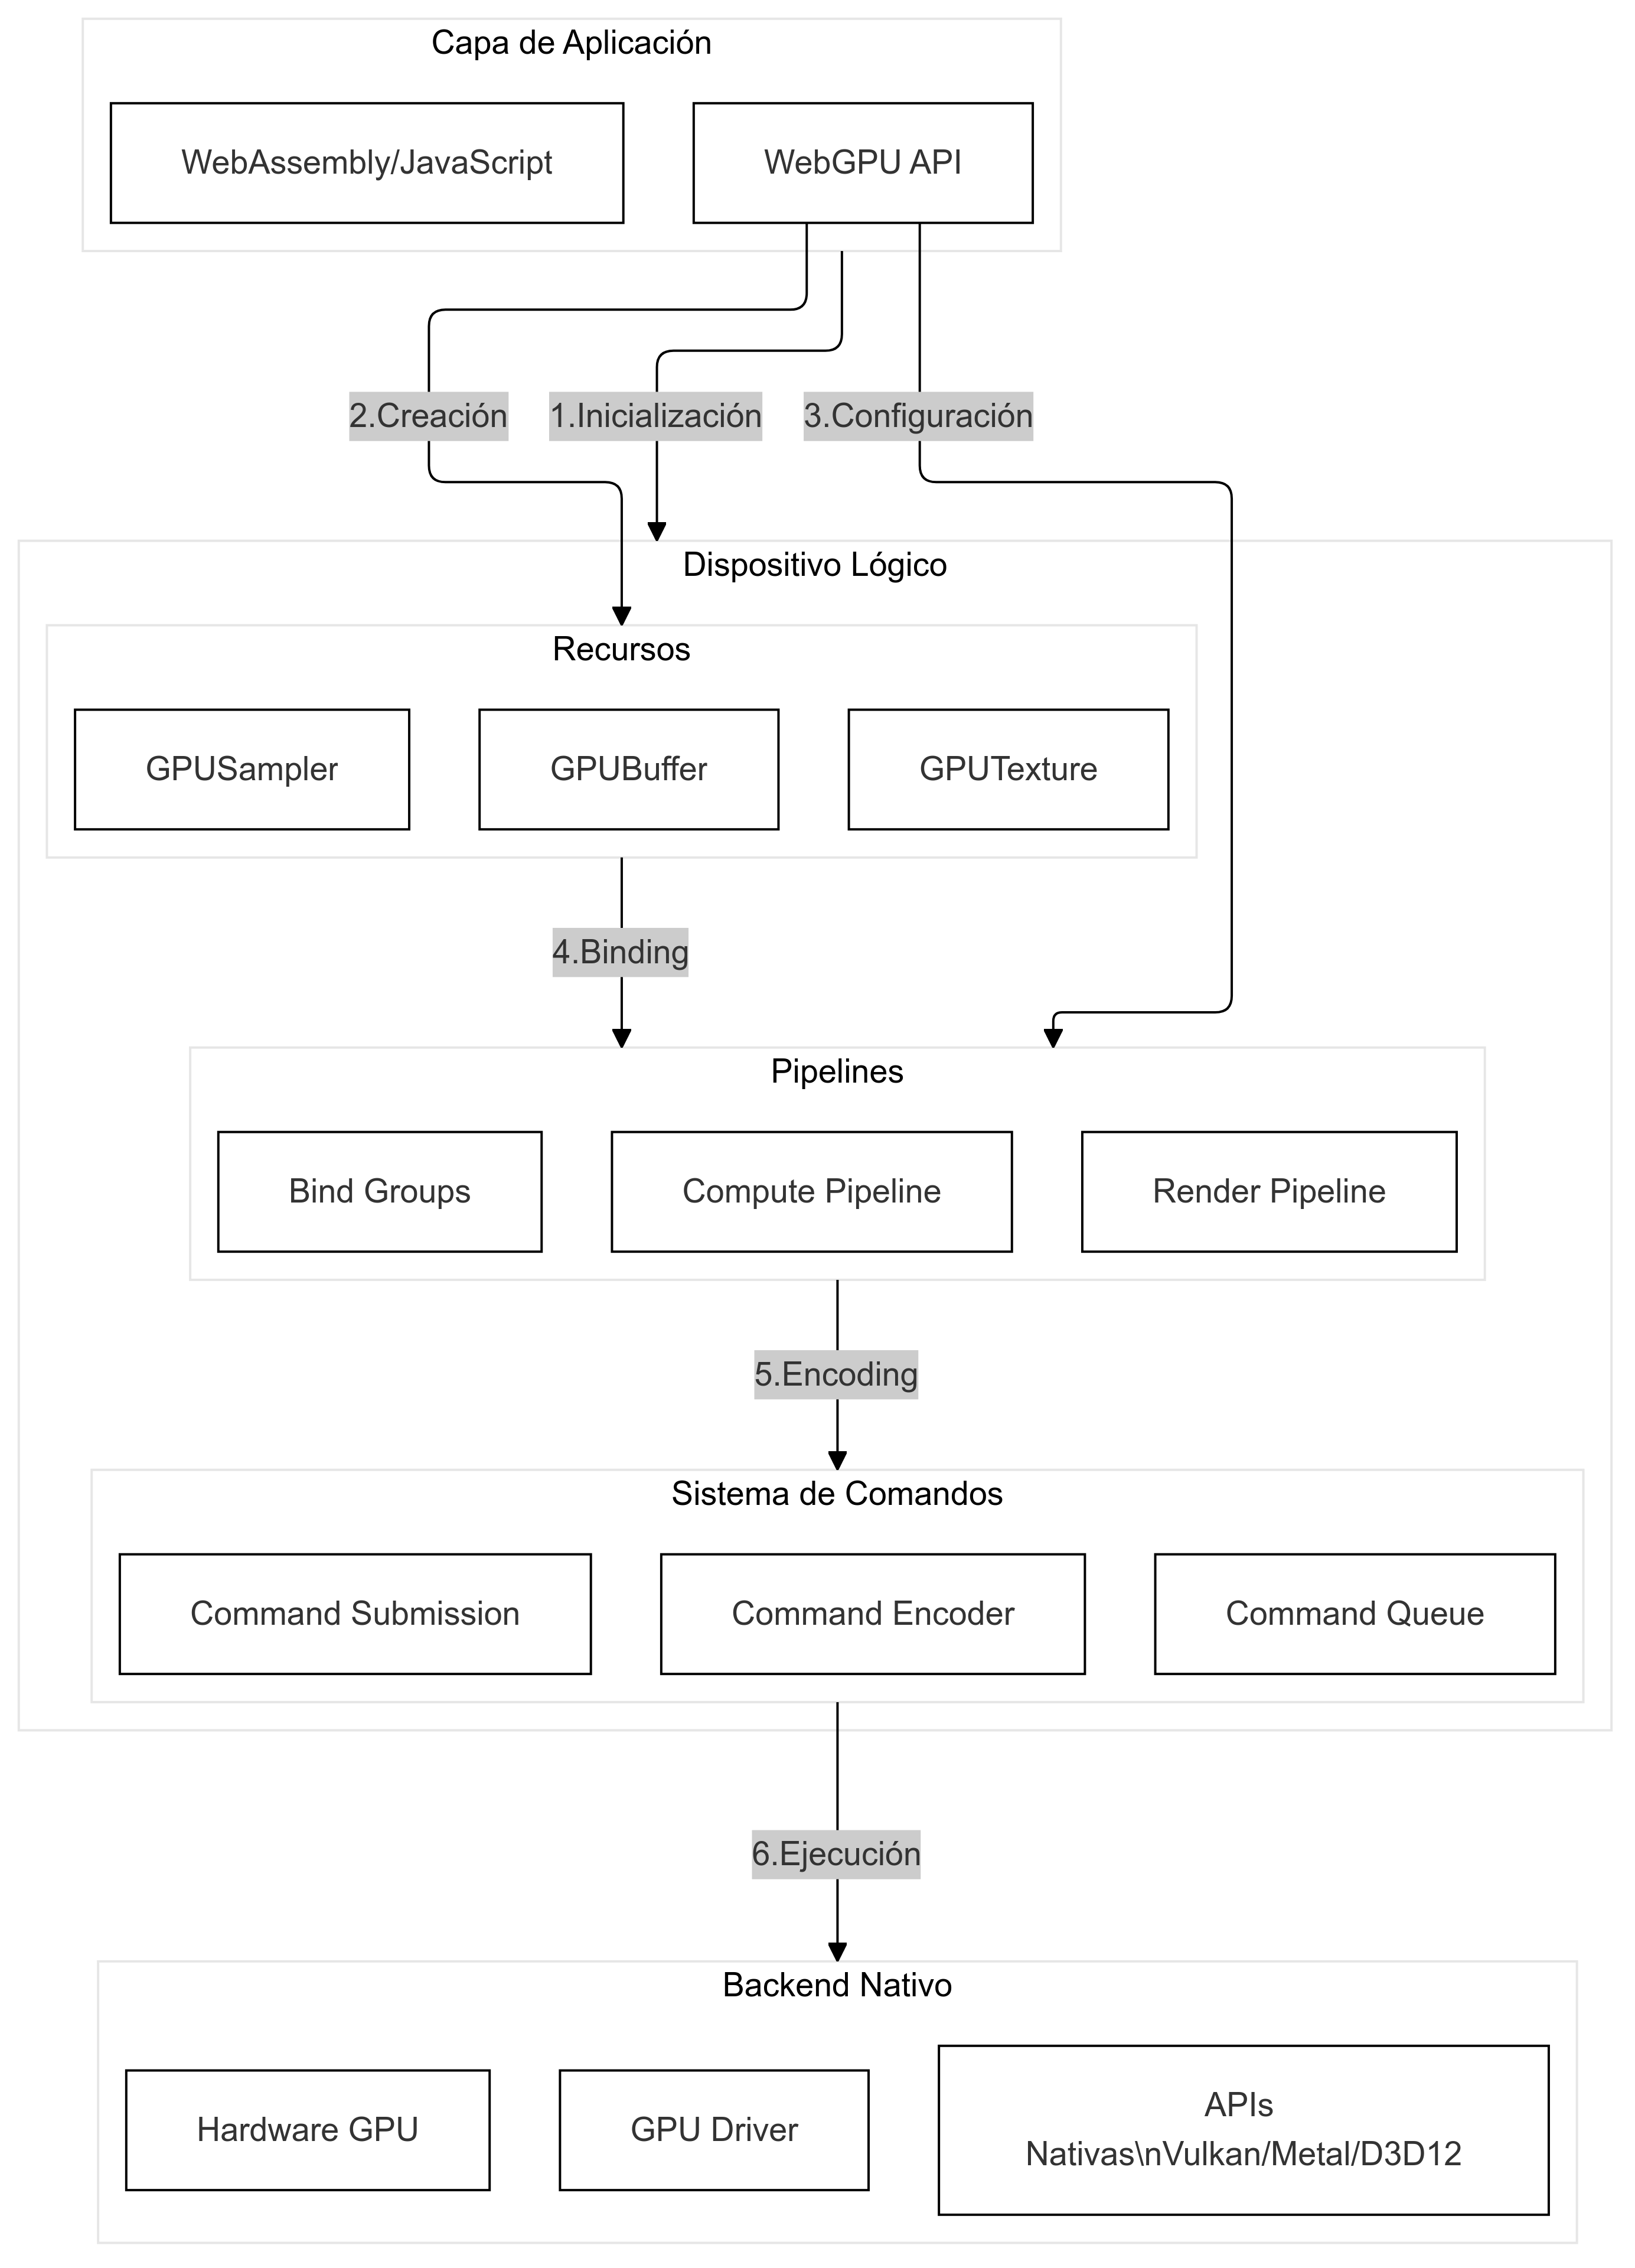 Capa de Aplicación
WebAssembly/JavaScript
WebGPU API
2.Creación
1.Inicialización
3.Configuración
Dispositivo Lógico
Recursos
GPUSampler
GPUBuffer
GPUTexture
4.Binding
Pipelines
Bind Groups
Compute Pipeline
Render Pipeline
5.Encoding
Sistema de Comandos
Command Submission
Command Encoder
Command Queue
6.Ejecución
Backend Nativo
Hardware GPU
GPU Driver
APIs
Nativas\nVulkan/Metal/D3D12